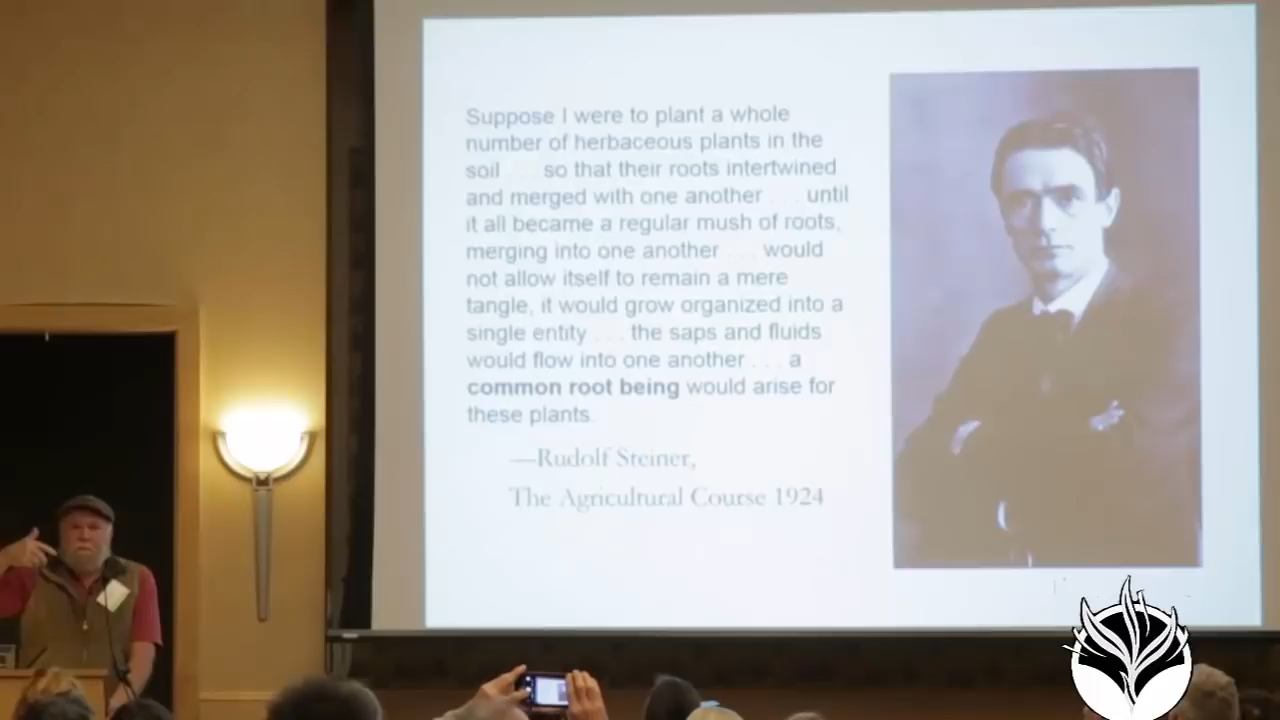 Suppose I were to plant a whole
number of herbaceous plants in the
soil . . . so that their roots intertwined
and merged with one another . . . until
it all became a regular mush of roots,
merging into one another . . . would
not allow itself to remain a mere
tangle, it would grow organized into a
single entity . . . the saps and fluids
would flow into one another . . . a
common root being would arise for
these plants.
—Rudolf Steiner,
The Agricultural Course 1924